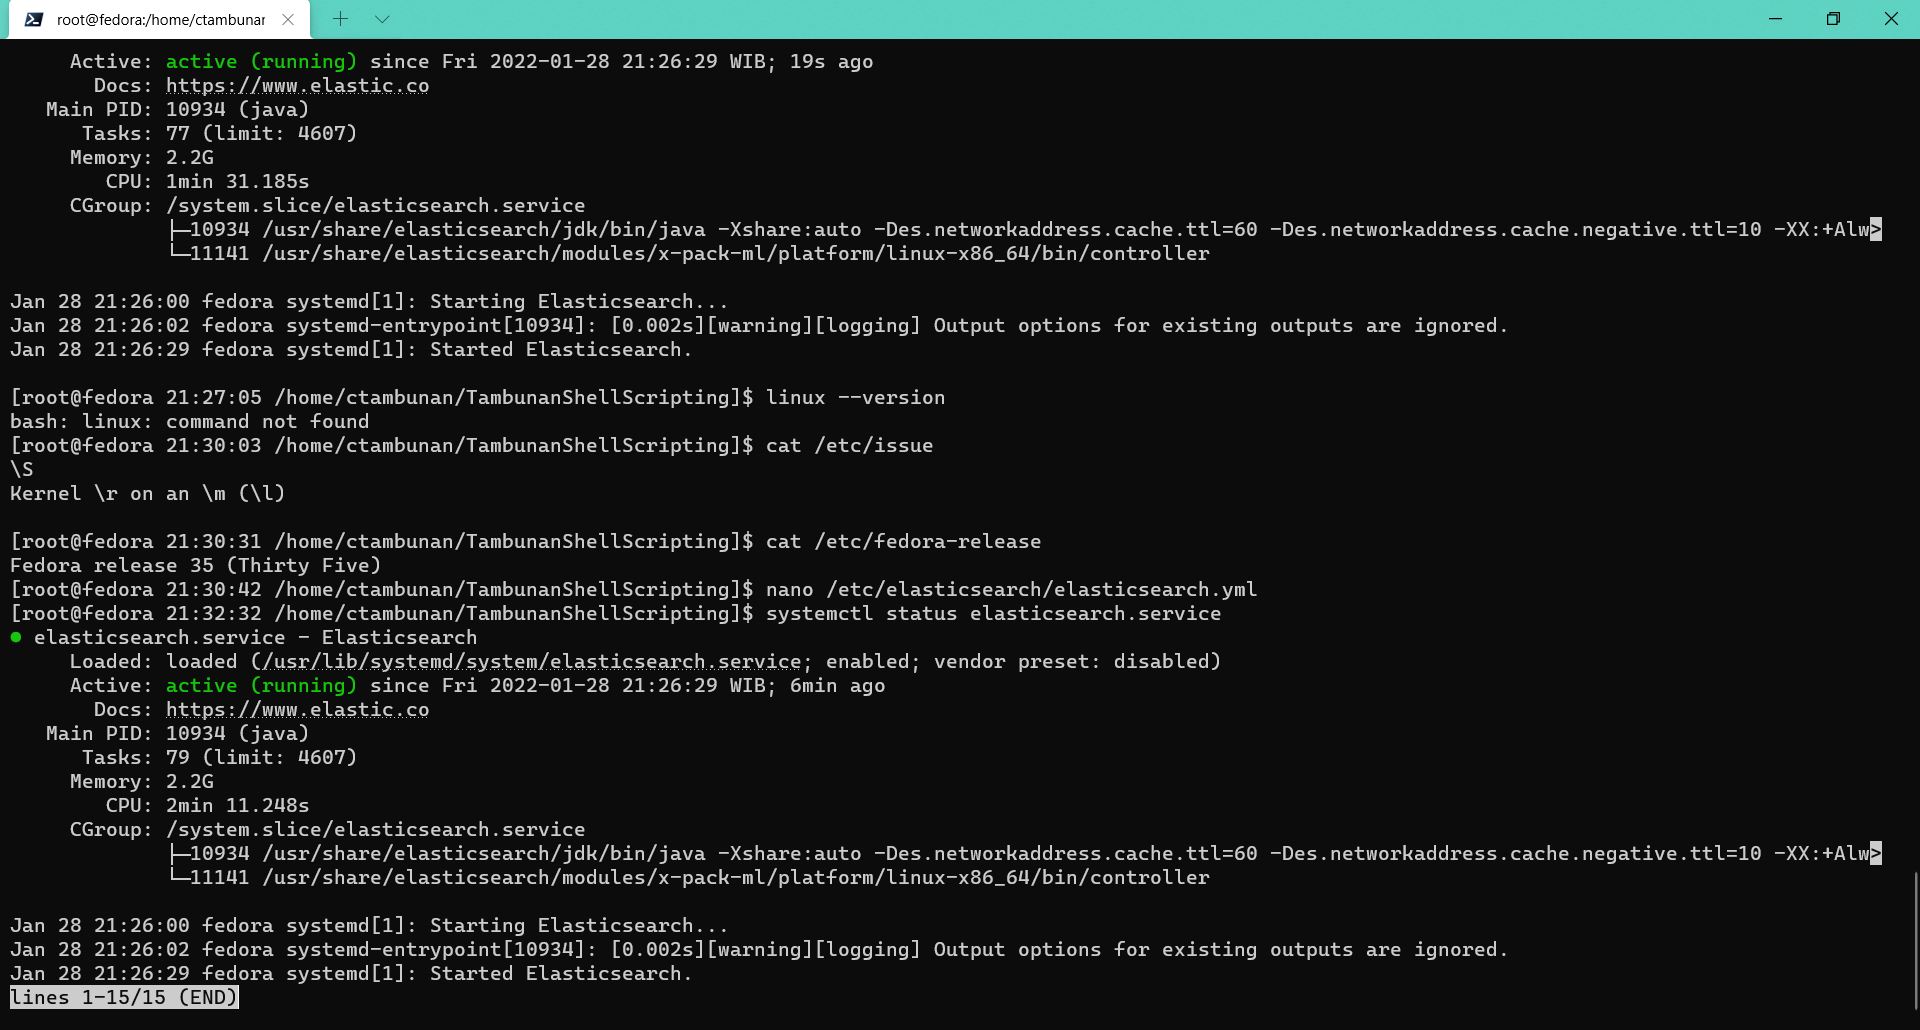 root@fedora:/home/ctambunan
Active: active (running) since Fri 2022-01-28 21:26:29 WIB; 19s ago
Docs: https://www.elastic.co
Main PID: 10934 (java)
Tasks: 77 (limit: 4607)
Memory: 2.2G
CPU: 1min 31.185s
CGroup: /system.slice/elasticsearch.service
├─10934 /usr/share/elasticsearch/jdk/bin/java -Xshare:auto -Des.networkaddress.cache.ttl=60 -Des.networkaddress.cache.negative.ttl=10 -XX:+Alw>
└─11141 /usr/share/elasticsearch/modules/x-pack-ml/platform/linux-x86_64/bin/controller
Jan 28 21:26:00 fedora systemd[1]: Starting Elasticsearch...
Jan 28 21:26:02 fedora systemd-entrypoint[10934]: [0.002s][warning][logging] Output options for existing outputs are ignored.
Jan 28 21:26:29 fedora systemd[1]: Started Elasticsearch.
[root@fedora 21:27:05 /home/ctambunan/TambunanShellScripting]$ linux --version
bash: linux: command not found
[root@fedora 21:30:03 /home/ctambunan/TambunanShellScripting]$ cat /etc/issue
\S
Kernel \r on an \m (\l)
[root@fedora 21:30:31 /home/ctambunan/TambunanShellScripting]$ cat /etc/fedora-release
Fedora release 35 (Thirty Five)
[root@fedora 21:30:42 /home/ctambunan/TambunanShellScripting]$ nano /etc/elasticsearch/elasticsearch.yml
[root@fedora 21:32:32 /home/ctambunan/TambunanShellScripting]$ systemctl status elasticsearch.service
● elasticsearch.service - Elasticsearch
Loaded: loaded (/usr/lib/systemd/system/elasticsearch.service; enabled; vendor preset: disabled)
Active: active (running) since Fri 2022-01-28 21:26:29 WIB; 6min ago
Docs: https://www.elastic.co
Main PID: 10934 (java)
Tasks: 79 (limit: 4607)
Memory: 2.2G
CPU: 2min 11.248s
CGroup: /system.slice/elasticsearch.service
├─10934 /usr/share/elasticsearch/jdk/bin/java -Xshare:auto -Des.networkaddress.cache.ttl=60 -Des.networkaddress.cache.negative.ttl=10 -XX:+Alw>
└─11141 /usr/share/elasticsearch/modules/x-pack-ml/platform/linux-x86_64/bin/controller
Jan 28 21:26:00 fedora systemd[1]: Starting Elasticsearch...
Jan 28 21:26:02 fedora systemd-entrypoint[10934]: [0.002s][warning][logging] Output options for existing outputs are ignored.
Jan 28 21:26:29 fedora systemd[1]: Started Elasticsearch.
lines 1-15/15 (END)